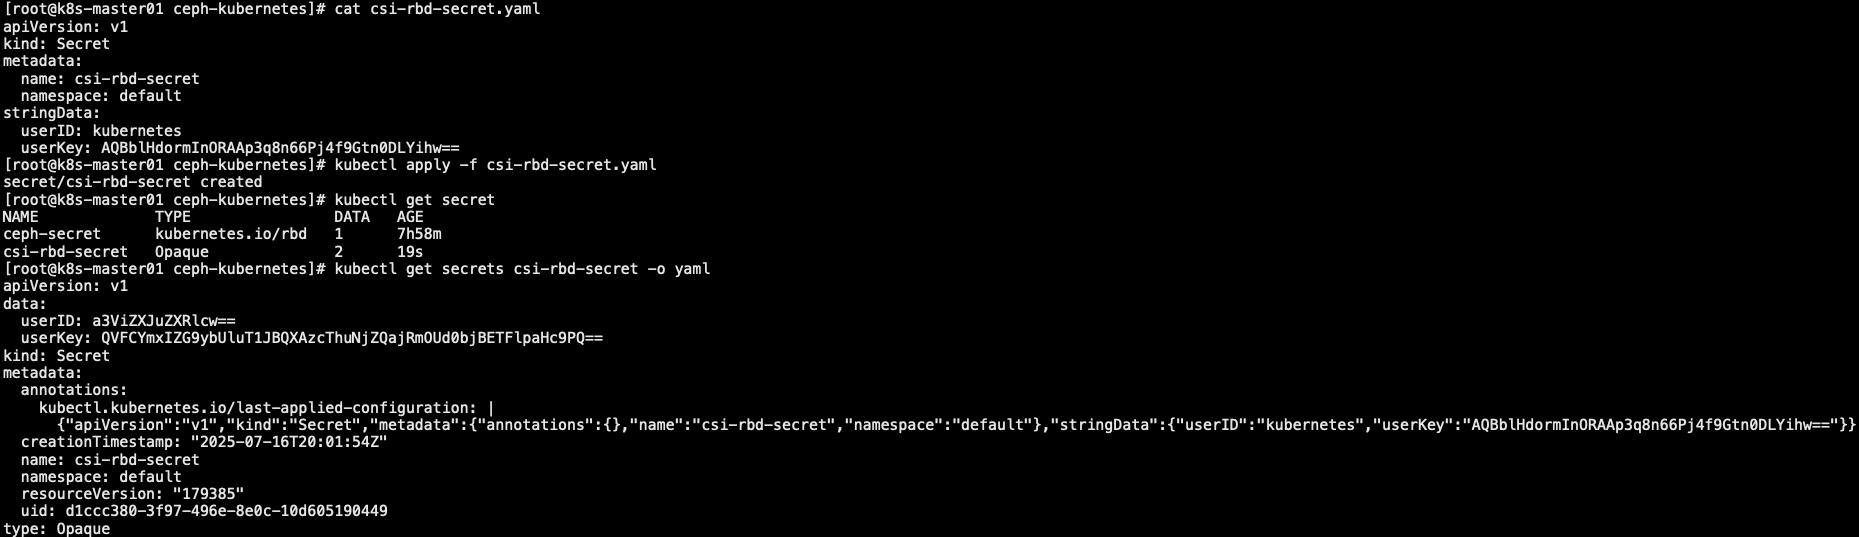 [root@k8s-master01 ceph-kubernetes]# cat csi-rbd-secret.yaml
apiVersion: v1
kind: Secret
metadata:
  name: csi-rbd-secret
  namespace: default
stringData:
  userID: kubernetes
  userKey: AQBblHdormInORAAp3q8n66Pj4f9Gtn0DLYihw==
[root@k8s-master01 ceph-kubernetes]# kubectl apply -f csi-rbd-secret.yaml
secret/csi-rbd-secret created
[root@k8s-master01 ceph-kubernetes]# kubectl get secret
NAME             TYPE                DATA   AGE
ceph-secret      kubernetes.io/rbd   1      7h58m
csi-rbd-secret   Opaque              2      19s
[root@k8s-master01 ceph-kubernetes]# kubectl get secrets csi-rbd-secret -o yaml
apiVersion: v1
data:
  userID: a3ViZXJuZXRlcw==
  userKey: QVFCYmxIZG9ybUluT1JBQXAzcThuNjZQajRmOUd0bjBETFlpaHc9PQ==
kind: Secret
metadata:
  annotations:
    kubectl.kubernetes.io/last-applied-configuration: |
      {"apiVersion":"v1","kind":"Secret","metadata":{"annotations":{},"name":"csi-rbd-secret","namespace":"default"},"stringData":{"userID":"kubernetes","userKey":"AQBblHdormInORAAp3q8n66Pj4f9Gtn0DLYihw=="}}
  creationTimestamp: "2025-07-16T20:01:54Z"
  name: csi-rbd-secret
  namespace: default
  resourceVersion: "179385"
  uid: d1ccc380-3f97-496e-8e0c-10d605190449
type: Opaque